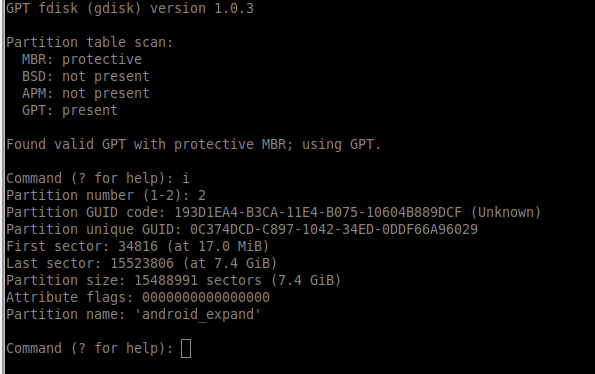 GPT fdisk (gdisk) version 1.0.3
Partition table scan:
MBR: protective
BSD: not present
APM: not present
GPT: present
Found valid GPT with protective MBR; using GPT.
Command (? for help): i
Partition number (1-2): 2
Partition GUID code: 193D1EA4-B3CA-11E4-B075-10604B889DCF (Unknown)
Partition unique GUID: 0C374DCD-C897-1042-34ED-0DDF66A96029
First sector: 34816 (at 17.0 MiB)
Last sector: 15523806 (at 7.4 GiB)
Partition size: 15488991 sectors (7.4 GiB)
Attribute flags: 0000000000000000
Partition name: 'android_expand'
Command (? for help):